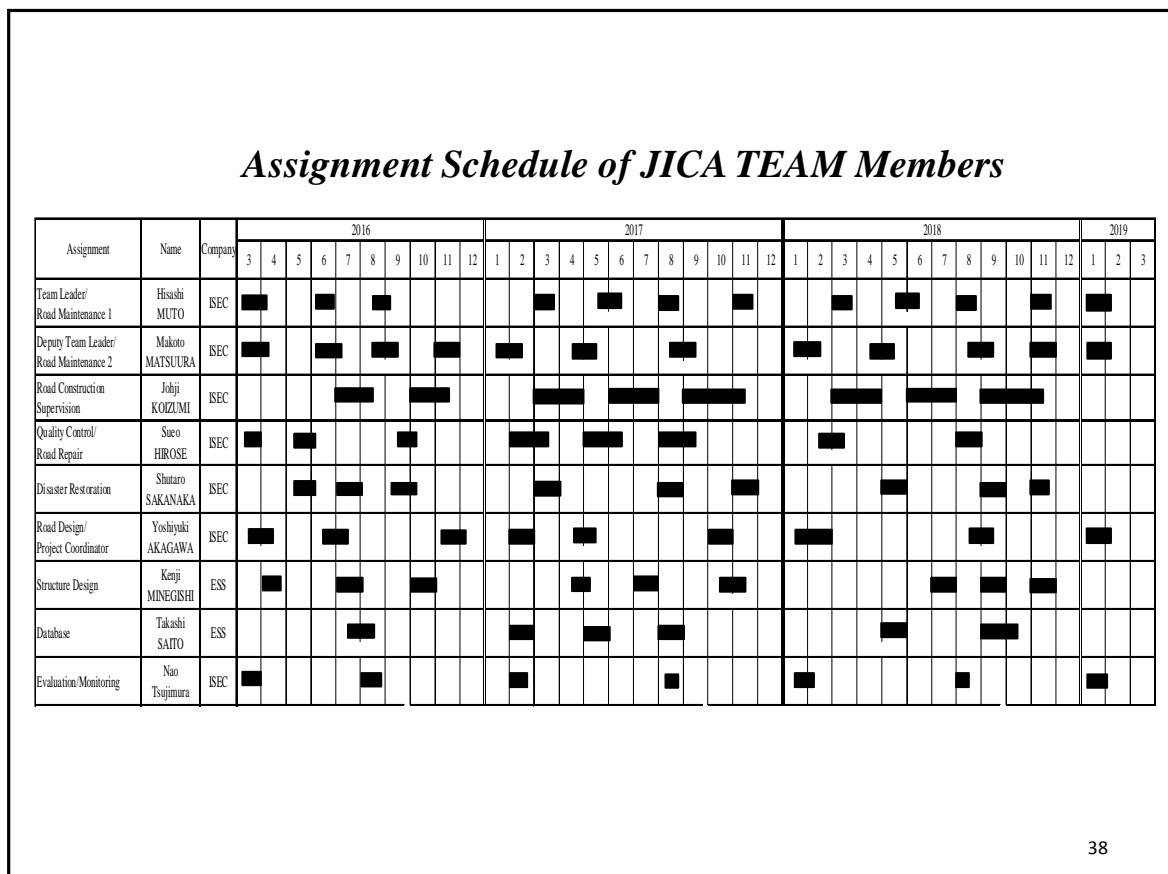 Assignment Schedule of JICA TEAM Members
Assignment Name Company 2016 2017 2018 2019
3 4 5 6 7 8 9 10 11 12 1 2 3 4 5 6 7 8 9 10 11 12 1 2 3 4 5 6 7 8 9 10 11 12 1 2 3
Team Leader/
Road Maintenance 1
Hisashi
MUTO
ISEC
Deputy Team Leader/
Road Maintenance 2
Makoto
MATSUURA
ISEC
Road Construction
Supervision
Johji
KOIZUMI
ISEC
Quality Control/
Road Repair
Sueo
HIROSE
ISEC
Disaster Restoration
Shutaro
SAKANAKA
ISEC
Road Design/
Project Coordinator
Yoshiyuki
AKAGAWA
ISEC
Structure Design
Kenji
MINEGISHI
ESS
Database
Takashi
SAITO
ESS
Evaluation/Monitoring
Nao
Tsujimura
ISEC
38